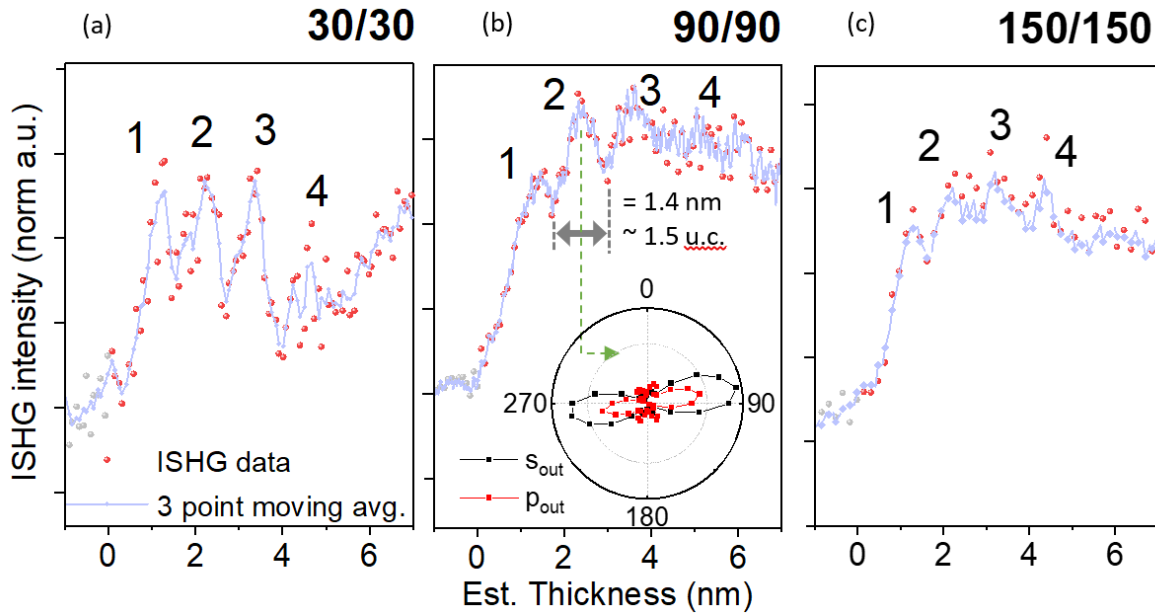 (a) 30/30
(b) 90/90
(c) 150/150
ISHG intensity (norm a.u.)
1 2 3 4
ISHG data
3 point moving avg.
0 2 4 6
1 2 3 4
= 1.4 nm
~ 1.5 u.c.
0
270 90
180
s_out
p_out
0 2 4 6
1 2 3 4
0 2 4 6
Est. Thickness (nm)